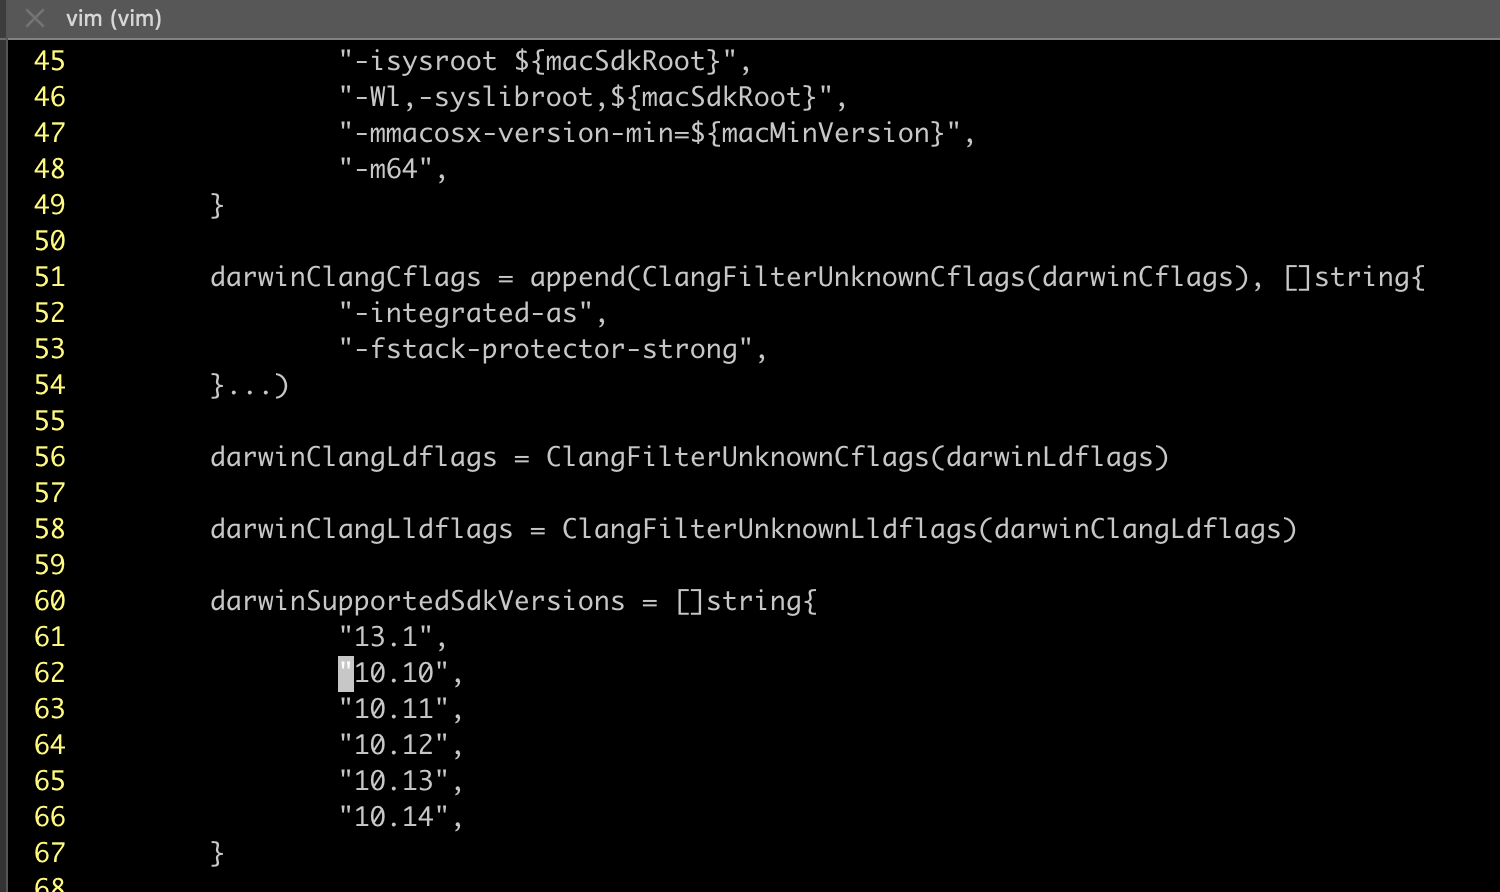 vim (vim)
45 "-isysroot ${macSdkRoot}",
46 "-Wl,-syslibroot,${macSdkRoot}",
47 "-mmacosx-version-min=${macMinVersion}",
48 "-m64",
49 }
50
51 darwinClangCflags = append(ClangFilterUnknownCflags(darwinCflags), []string{
52 "-integrated-as",
53 "-fstack-protector-strong",
54 }...)
55
56 darwinClangLdflags = ClangFilterUnknownCflags(darwinLdflags)
57
58 darwinClangLldflags = ClangFilterUnknownLldflags(darwinClangLdflags)
59
60 darwinSupportedSdkVersions = []string{
61 "13.1",
62 "10.10",
63 "10.11",
64 "10.12",
65 "10.13",
66 "10.14",
67 }
68